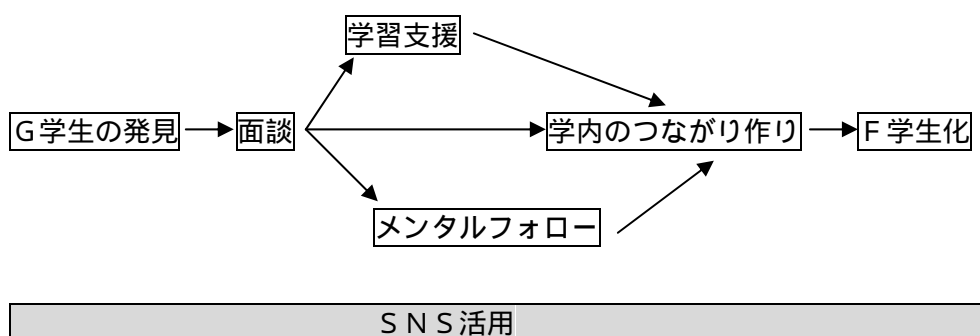 学習支援
G学生の発見
面談
学内のつながり作り
F学生化
メンタルフォロー
SNS活用